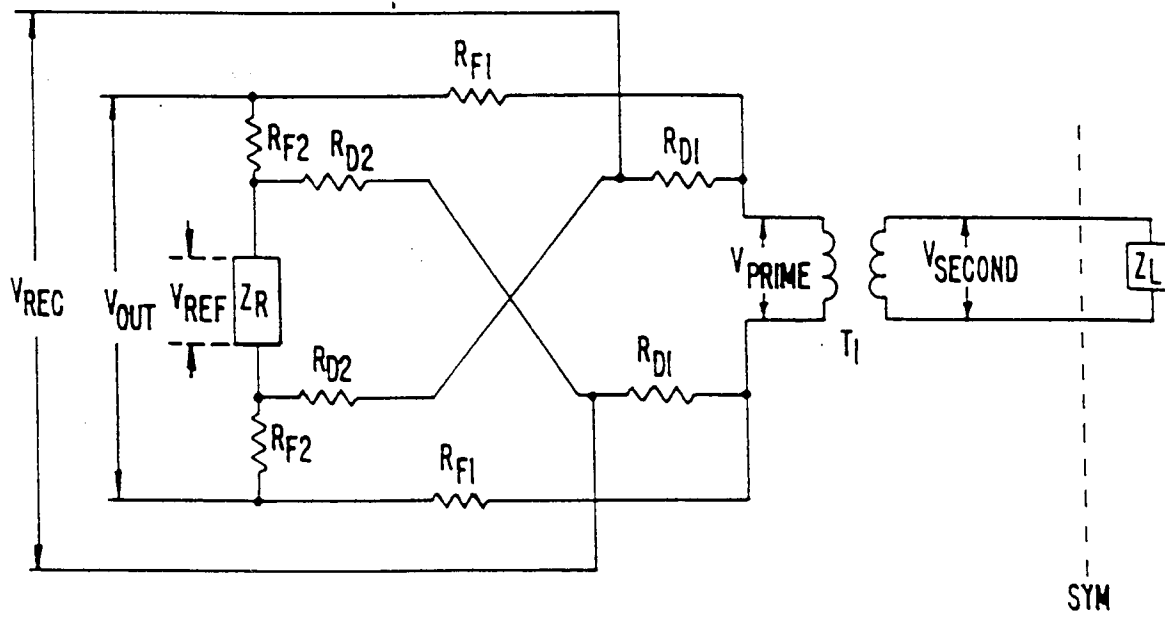 RF1
RF2
RD2
RD1
VREC
VOUT
VREF
ZR
VPRIME
VSECOND
ZL
RD2
RD1
T1
RF2
RF1
SYM